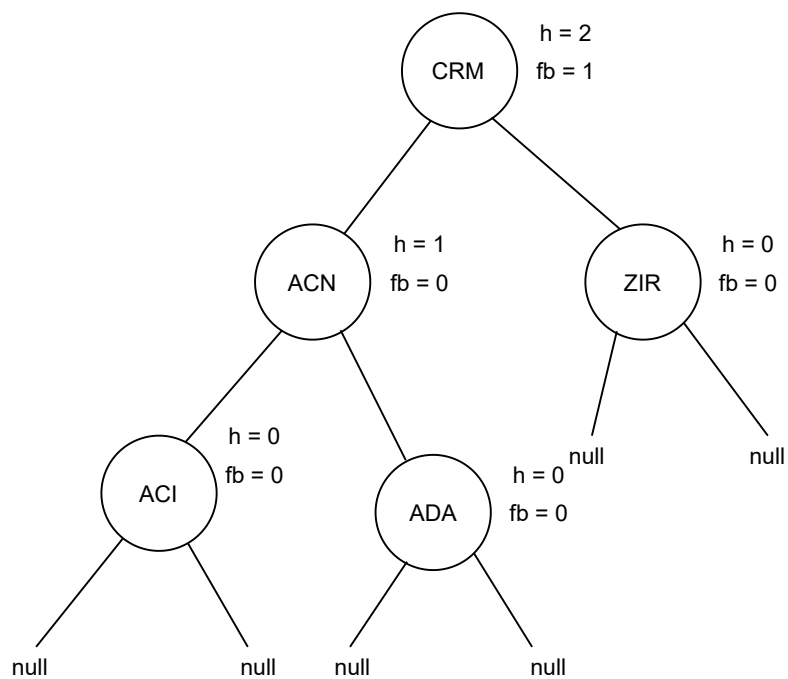 h = 2
CRM
fb = 1
h = 1
h = 0
ACN
fb = 0
ZIR
fb = 0
h = 0
fb = 0
null
null
h = 0
ACI
ADA
fb = 0
null
null
null
null